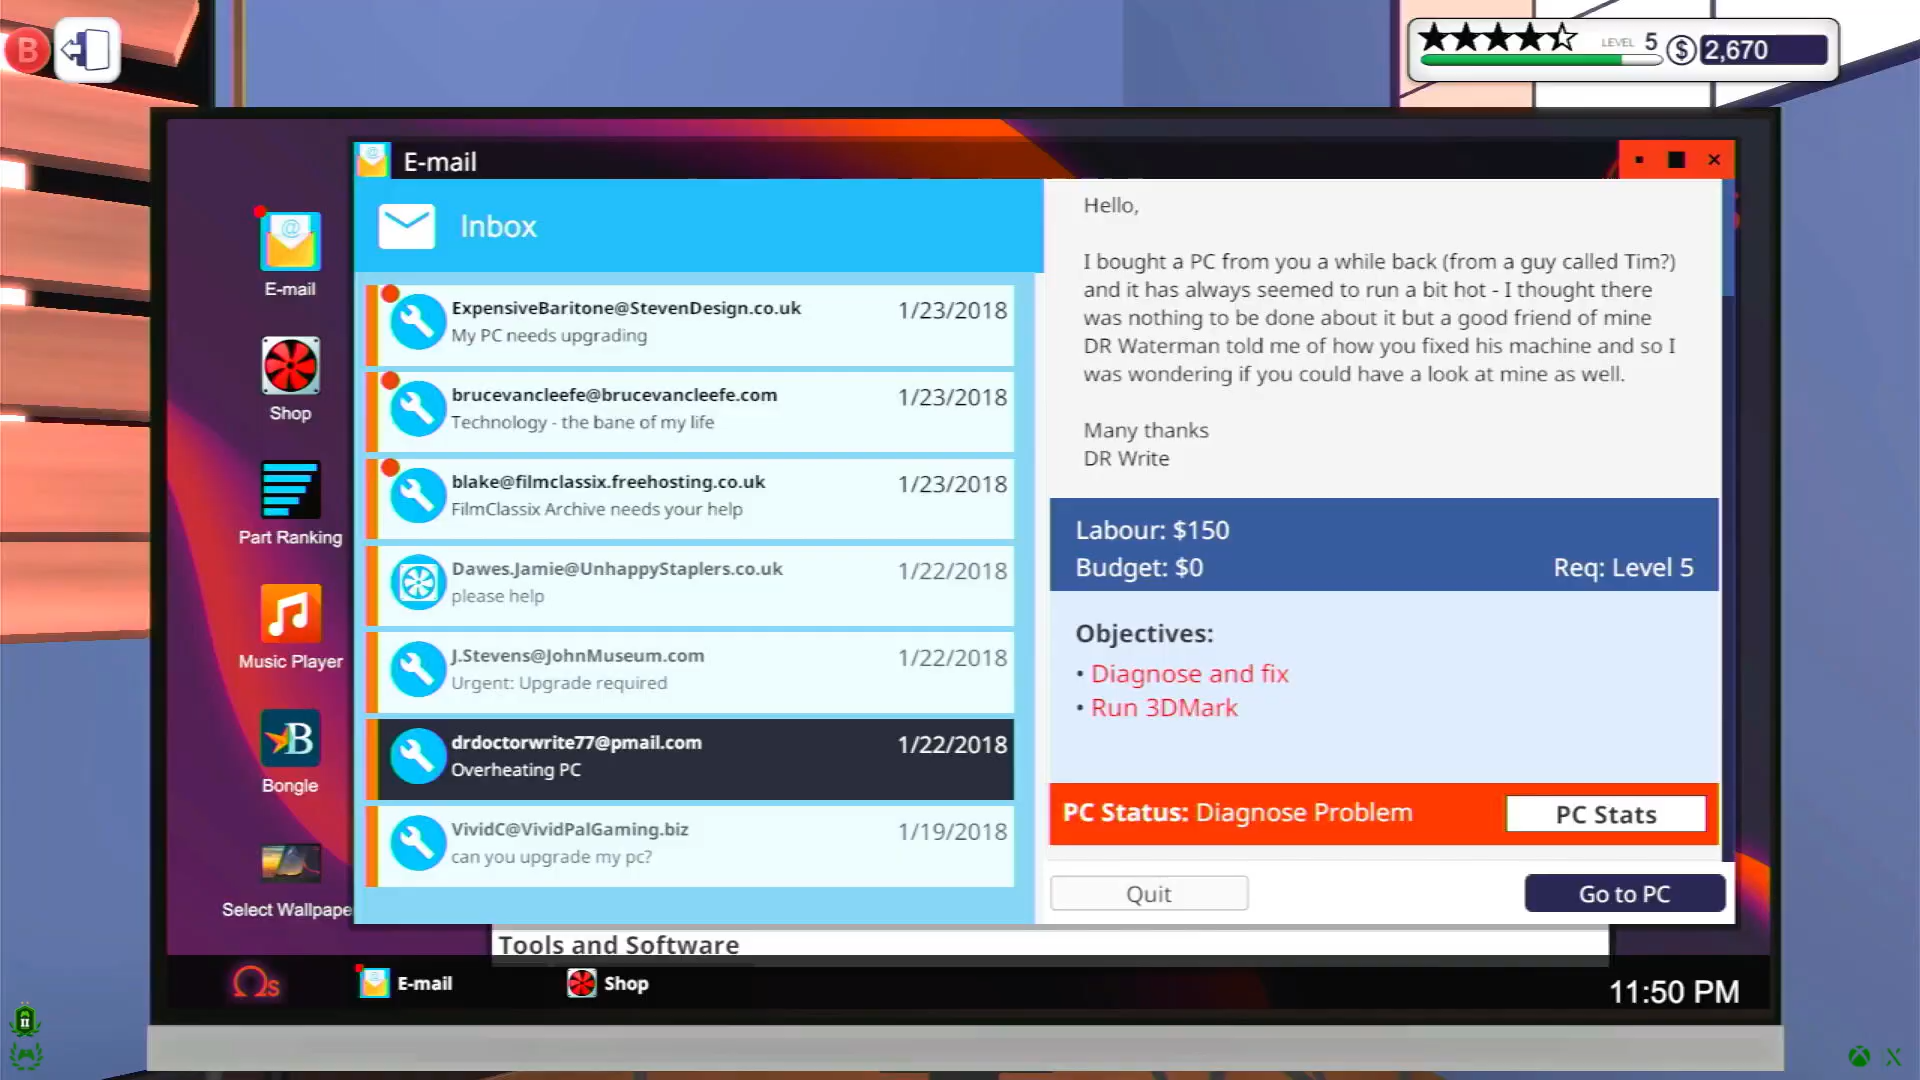 B
LEVEL 5
$ 2,670
E-mail
Inbox
ExpensiveBaritone@StevenDesign.co.uk
1/23/2018
My PC needs upgrading
brucevancleefe@brucevancleefe.com
1/23/2018
Technology - the bane of my life
blake@filmclassix.freehosting.co.uk
1/23/2018
FilmClassix Archive needs your help
Dawes.Jamie@UnhappyStaplers.co.uk
1/22/2018
please help
J.Stevens@JohnMuseum.com
1/22/2018
Urgent: Upgrade required
drdoctorwrite77@pmail.com
1/22/2018
Overheating PC
VividC@VividPalGaming.biz
1/19/2018
can you upgrade my pc?
Hello,
I bought a PC from you a while back (from a guy called Tim?)
and it has always seemed to run a bit hot - I thought there
was nothing to be done about it but a good friend of mine
DR Waterman told me of how you fixed his machine and so I
was wondering if you could have a look at mine as well.
Many thanks
DR Write
Labour: $150
Budget: $0
Req: Level 5
Objectives:
• Diagnose and fix
• Run 3DMark
PC Status: Diagnose Problem
PC Stats
Quit
Go to PC
E-mail
Shop
Part Ranking
Music Player
B
Bongle
Select Wallpape
Tools and Software
Ωs
E-mail
Shop
11:50 PM
II
X